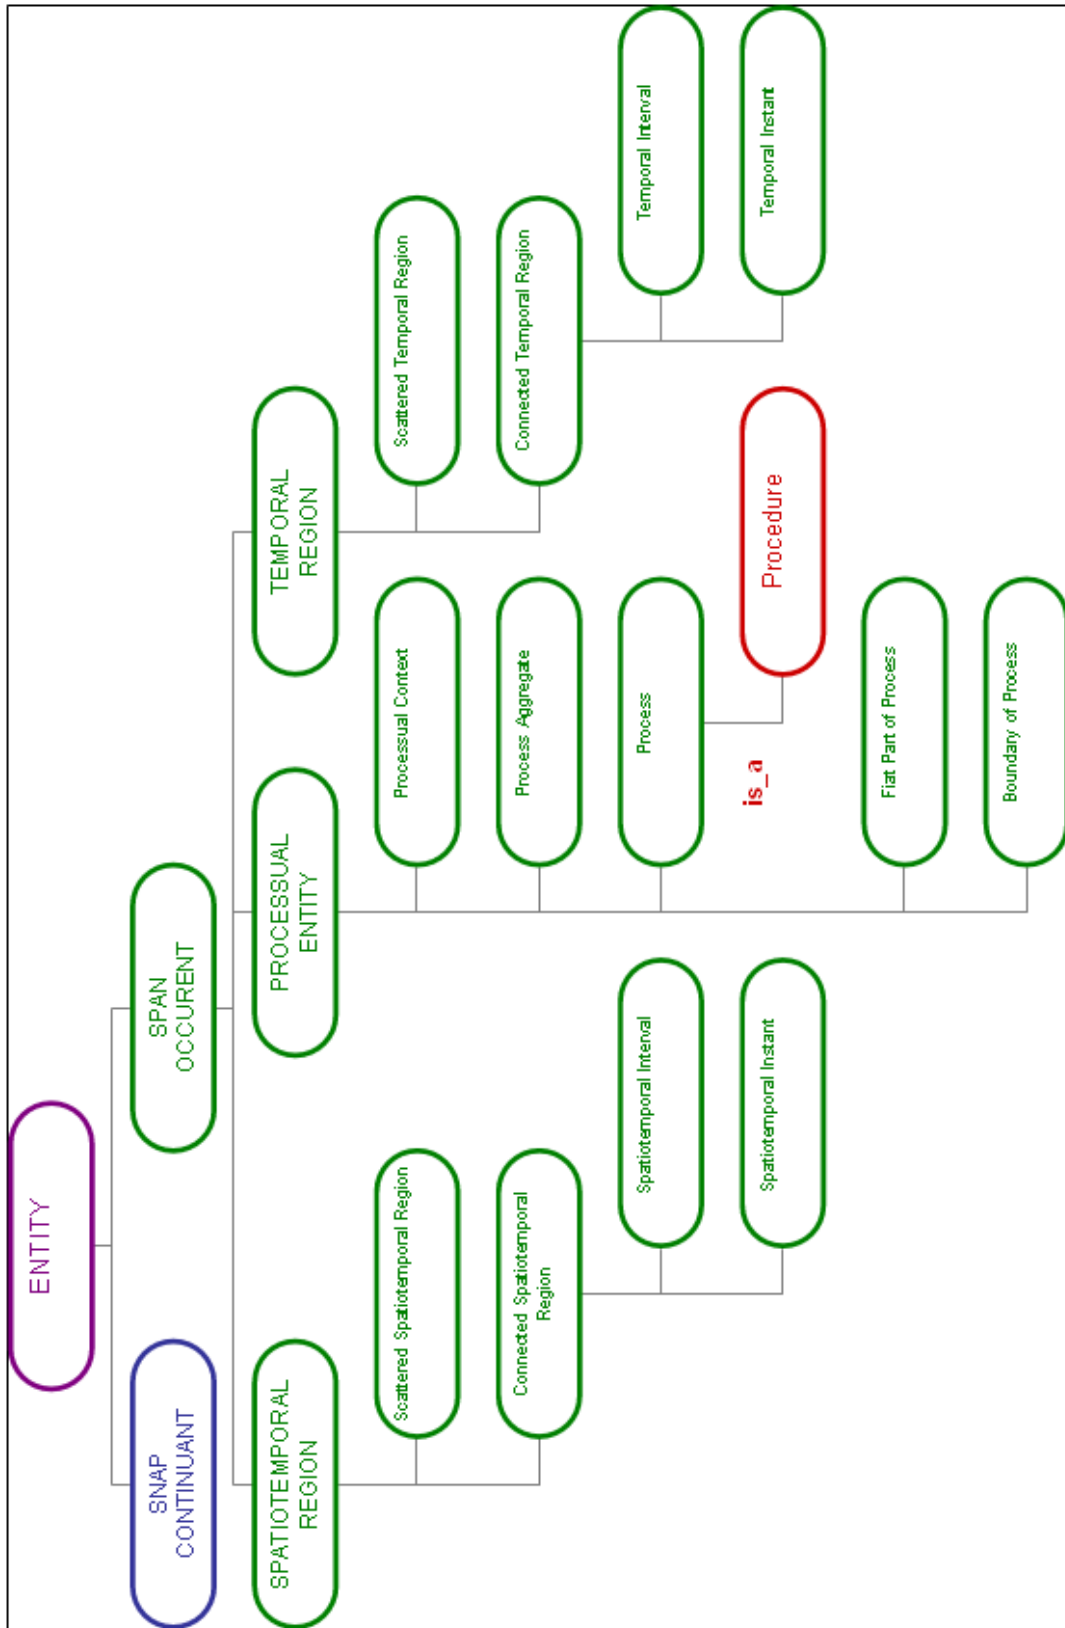 ENTITY
SNAP
CONTINUANT
SPAN
OCCURENT
SPATIOTEMPORAL
REGION
PROCESSUAL
ENTITY
TEMPORAL
REGION
Scattered Spatiotemporal Region
Connected Spatiotemporal
Region
Spatiotemporal Interval
Spatiotemporal Instant
Processual Context
Process Aggregate
Process
is_a
Procedure
Fiat Part of Process
Boundary of Process
Scattered Temporal Region
Connected Temporal Region
Temporal Interval
Temporal Instant